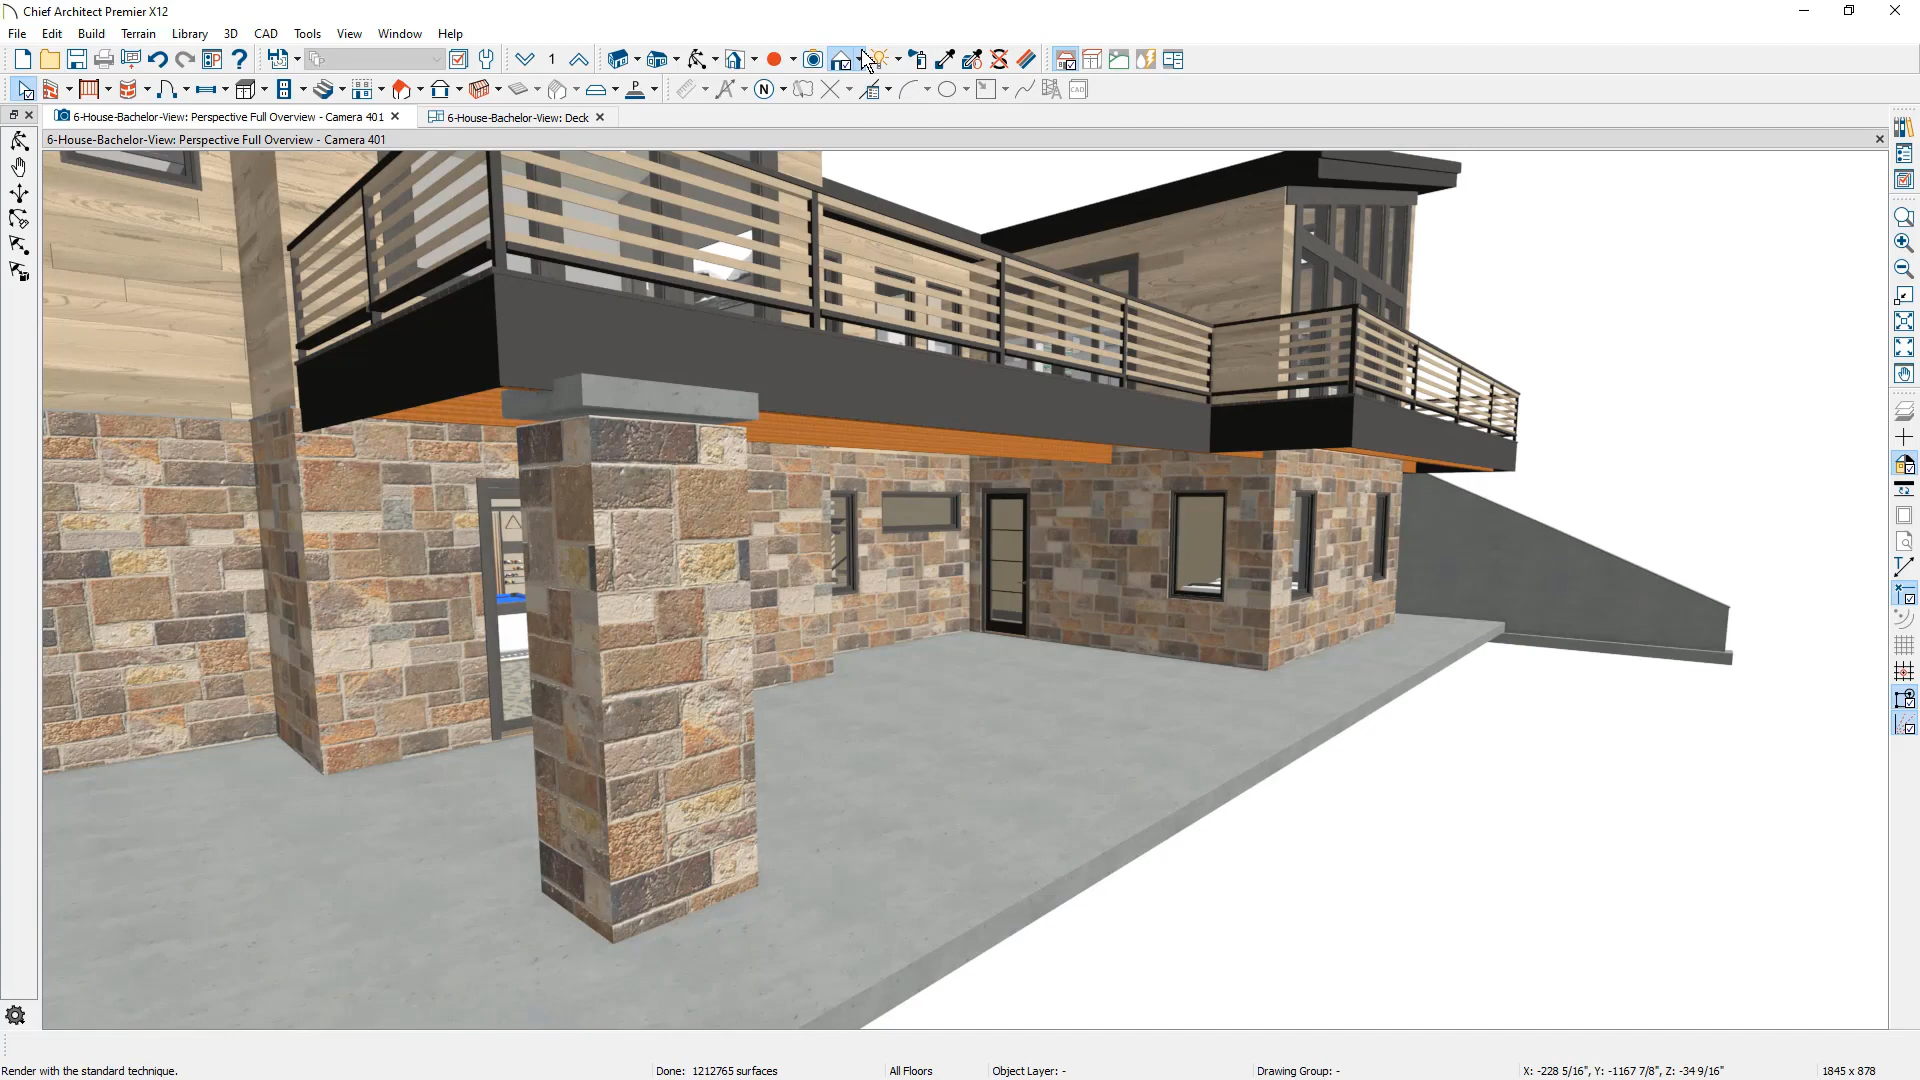 Chief Architect Premier X12
File Edit Build Terrain Library 3D CAD Tools View Window Help
1
N
P
CAD
6-House-Bachelor-View: Perspective Full Overview - Camera 401
6-House-Bachelor-View: Deck
6-House-Bachelor-View: Perspective Full Overview - Camera 401
T
Render with the standard technique. Done: 1212765 surfaces All Floors Object Layer: - Drawing Group: - X: -228 5/16", Y: -1167 7/8", Z: -34 9/16" 1845 x 878